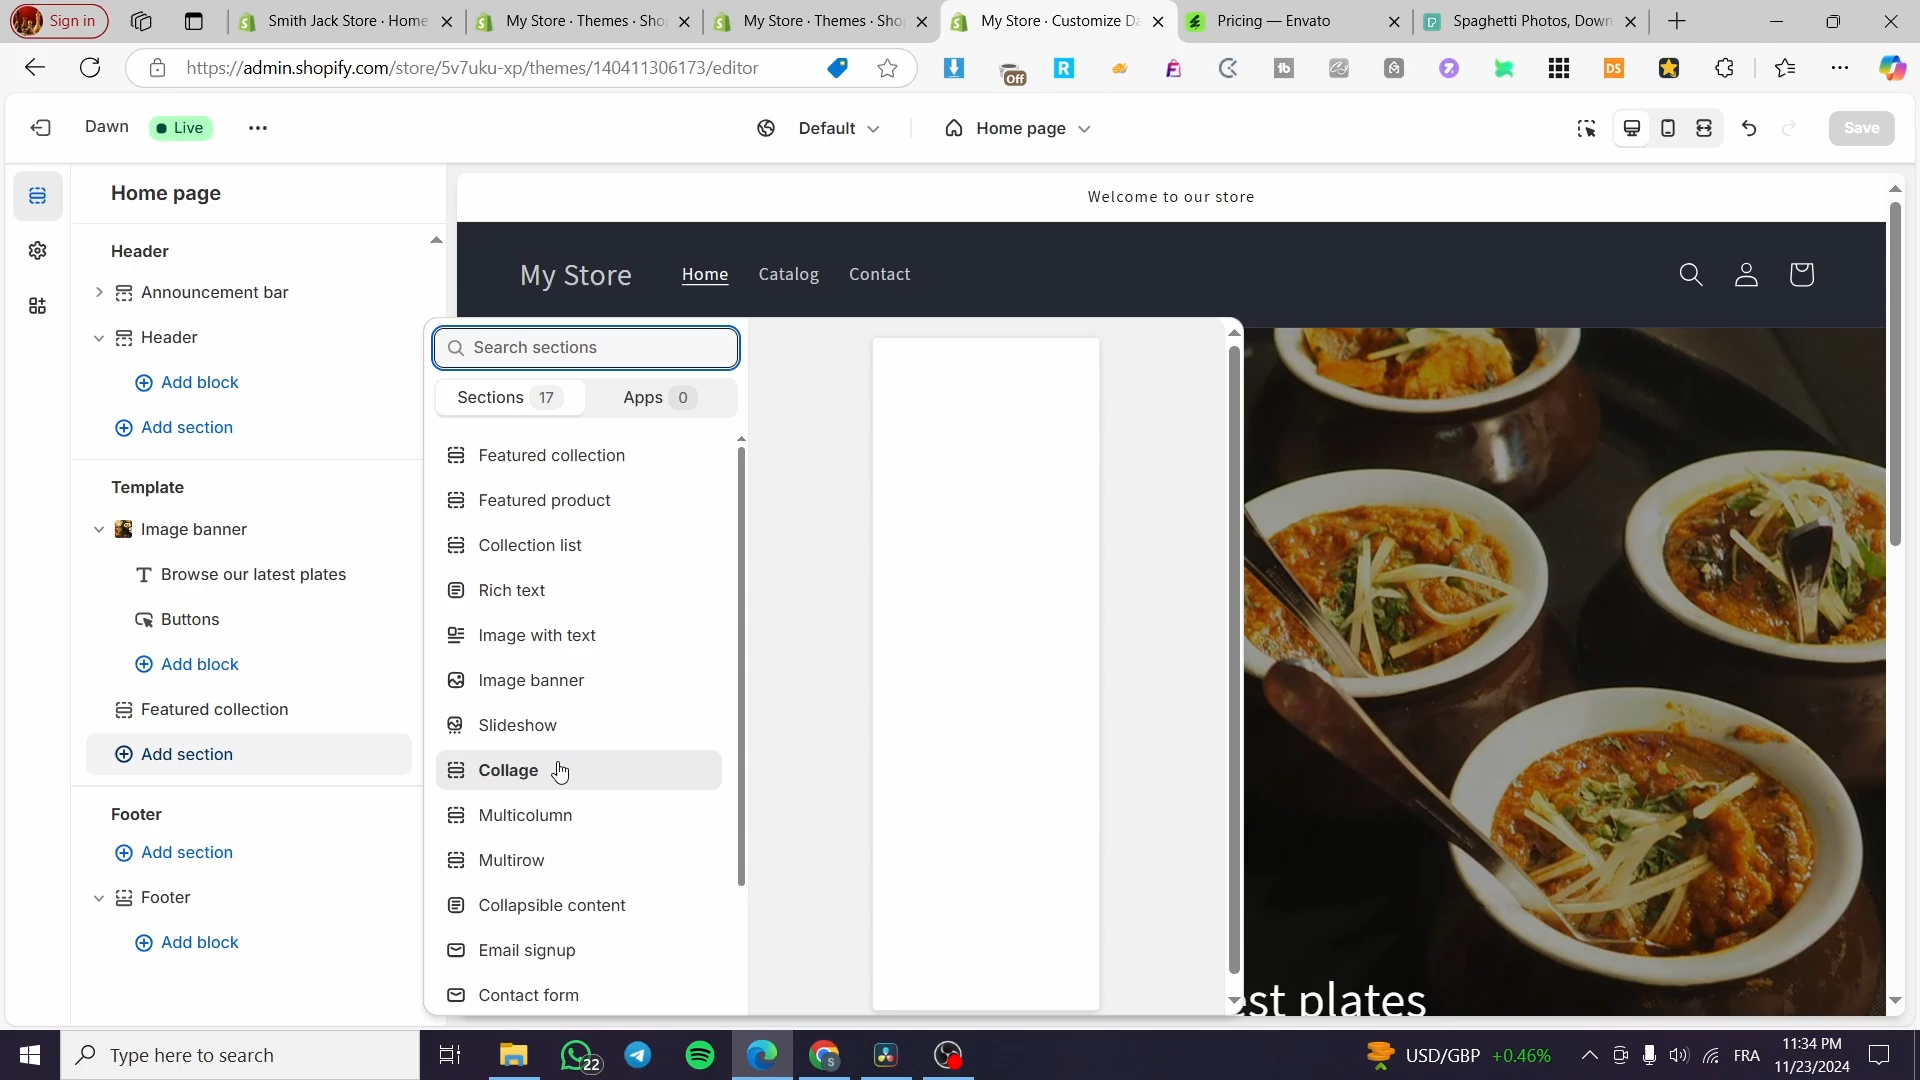 Sign in
Smith Jack Store · Home
My Store · Themes · Sho
My Store · Themes · Sho
My Store · Customize Da
Pricing — Envato
Spaghetti Photos, Down
https://admin.shopify.com/store/5v7uku-xp/themes/140411306173/editor
Off
DS
Dawn
Live
Default
Home page
Save
Home page
Header
Announcement bar
Header
Add block
Add section
Template
Image banner
Browse our latest plates
Buttons
Add block
Featured collection
Add section
Footer
Add section
Footer
Add block
Search sections
Sections 17
Apps 0
Featured collection
Featured product
Collection list
Rich text
Image with text
Image banner
Slideshow
Collage
Multicolumn
Multirow
Collapsible content
Email signup
Contact form
Welcome to our store
My Store
Home
Catalog
Contact
est plates
Type here to search
22
USD/GBP +0.46%
FRA
11:34 PM
11/23/2024